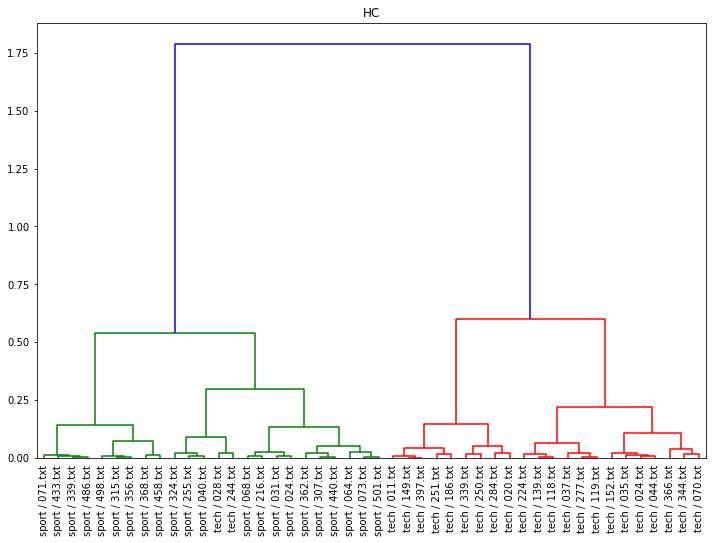 HC
1.75
1.50
1.25
1.00
0.75
0.50
0.25
0.00
sport / 071.txt
sport / 433.txt
sport / 339.txt
sport / 486.txt
sport / 498.txt
sport / 315.txt
sport / 356.txt
sport / 368.txt
sport / 458.txt
sport / 324.txt
sport / 255.txt
sport / 040.txt
tech / 028.txt
tech / 244.txt
sport / 068.txt
sport / 216.txt
sport / 031.txt
sport / 024.txt
sport / 362.txt
sport / 307.txt
sport / 440.txt
sport / 064.txt
sport / 073.txt
sport / 501.txt
tech / 011.txt
tech / 149.txt
tech / 397.txt
tech / 251.txt
tech / 186.txt
tech / 339.txt
tech / 250.txt
tech / 284.txt
tech / 020.txt
tech / 224.txt
tech / 139.txt
tech / 118.txt
tech / 037.txt
tech / 277.txt
tech / 119.txt
tech / 152.txt
tech / 035.txt
tech / 024.txt
tech / 044.txt
tech / 366.txt
tech / 344.txt
tech / 070.txt